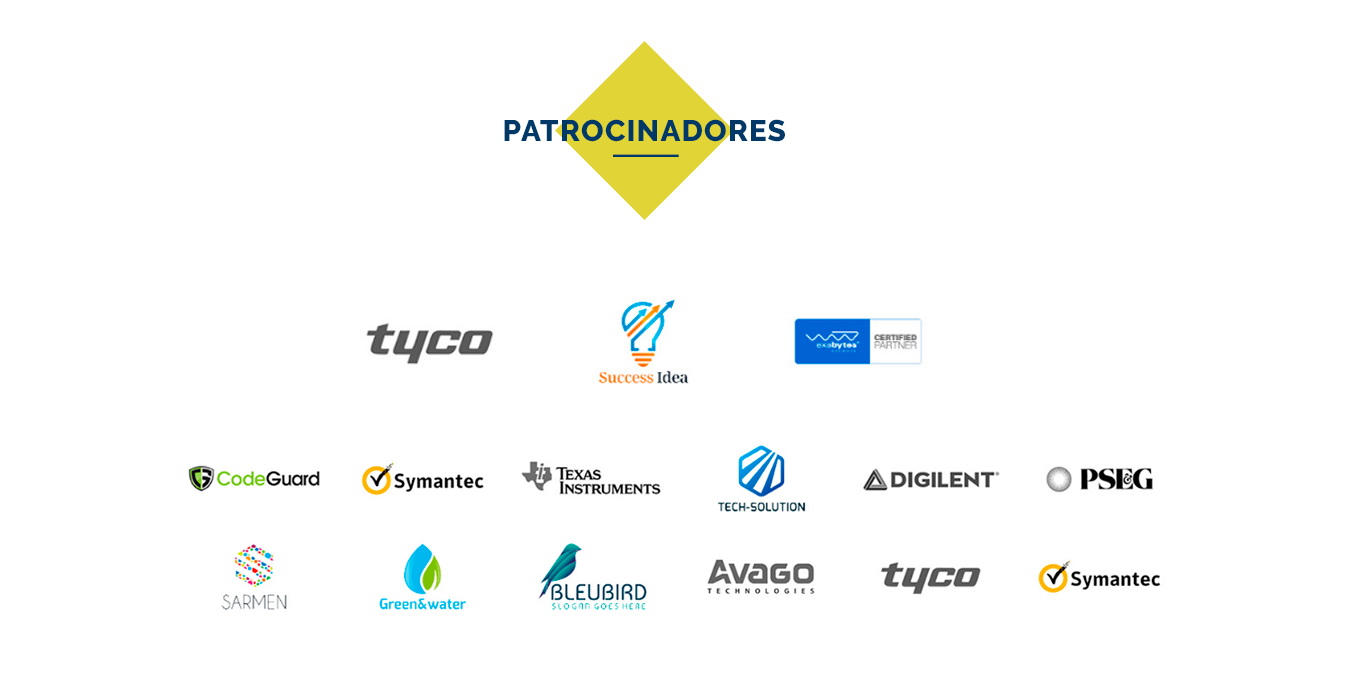 PATROCINADORES
tyco
Success Idea
exabytes
CERTIFIED
PARTNER
CodeGuard
Symantec
TEXAS
INSTRUMENTS
TECH-SOLUTION
DIGILENT®
PSE&G
SARMEN
Green&water
BLEUBIRD
SLOGAN GOES HERE
AVAGO
TECHNOLOGIES
tyco
Symantec